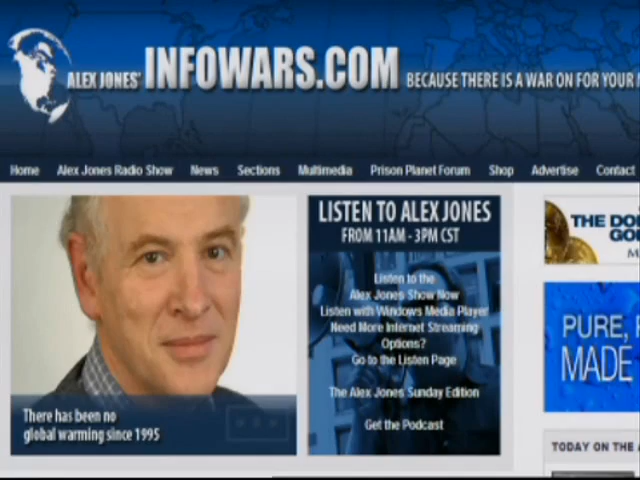 ALEX JONES' INFOWARS.COM BECAUSE THERE IS A WAR ON FOR YOUR
Home Alex Jones Radio Show News Sections Multimedia Prison Planet Forum Shop Advertise Contact
There has been no
global warming since 1995
LISTEN TO ALEX JONES
FROM 11AM - 3PM CST
Listen to the
Alex Jones Show Now
Listen with Windows Media Player
Need More Internet Streaming
Options?
Go to the Listen Page
The Alex Jones Sunday Edition
Get the Podcast
THE DO
GO
PURE,
MADE
TODAY ON THE